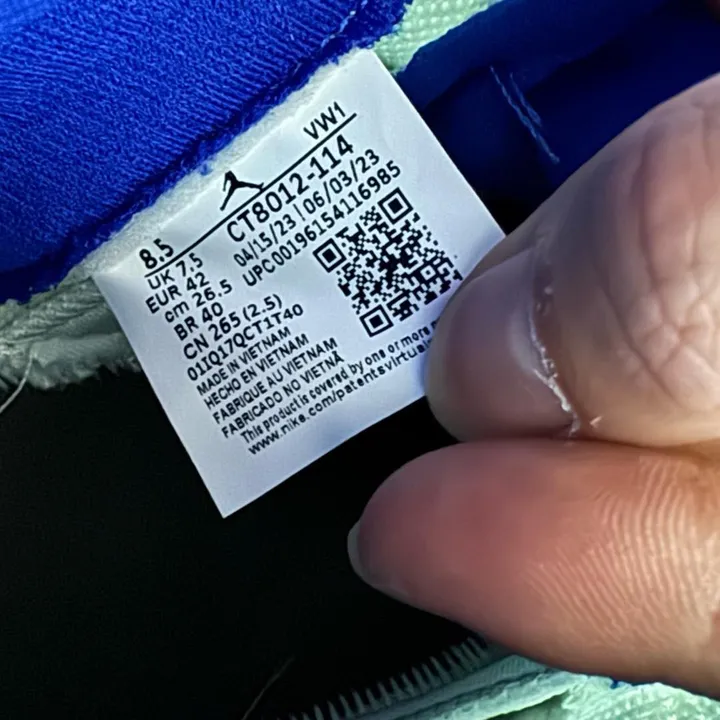 VW1
8.5
UK 7.5 CT8012-114
EUR 42 04/15/23 | 06/03/23
cm 26.5 UPC00196154116985
BR 40
CN 265 (2.5)
01IQ17QCT1T40
MADE IN VIETNAM
HECHO EN VIETNAM
FABRIQUE AU VIETNAM
FABRICADO NO VIETNÃ
This product is covered by one or more
www.nike.com/patentsvirtual